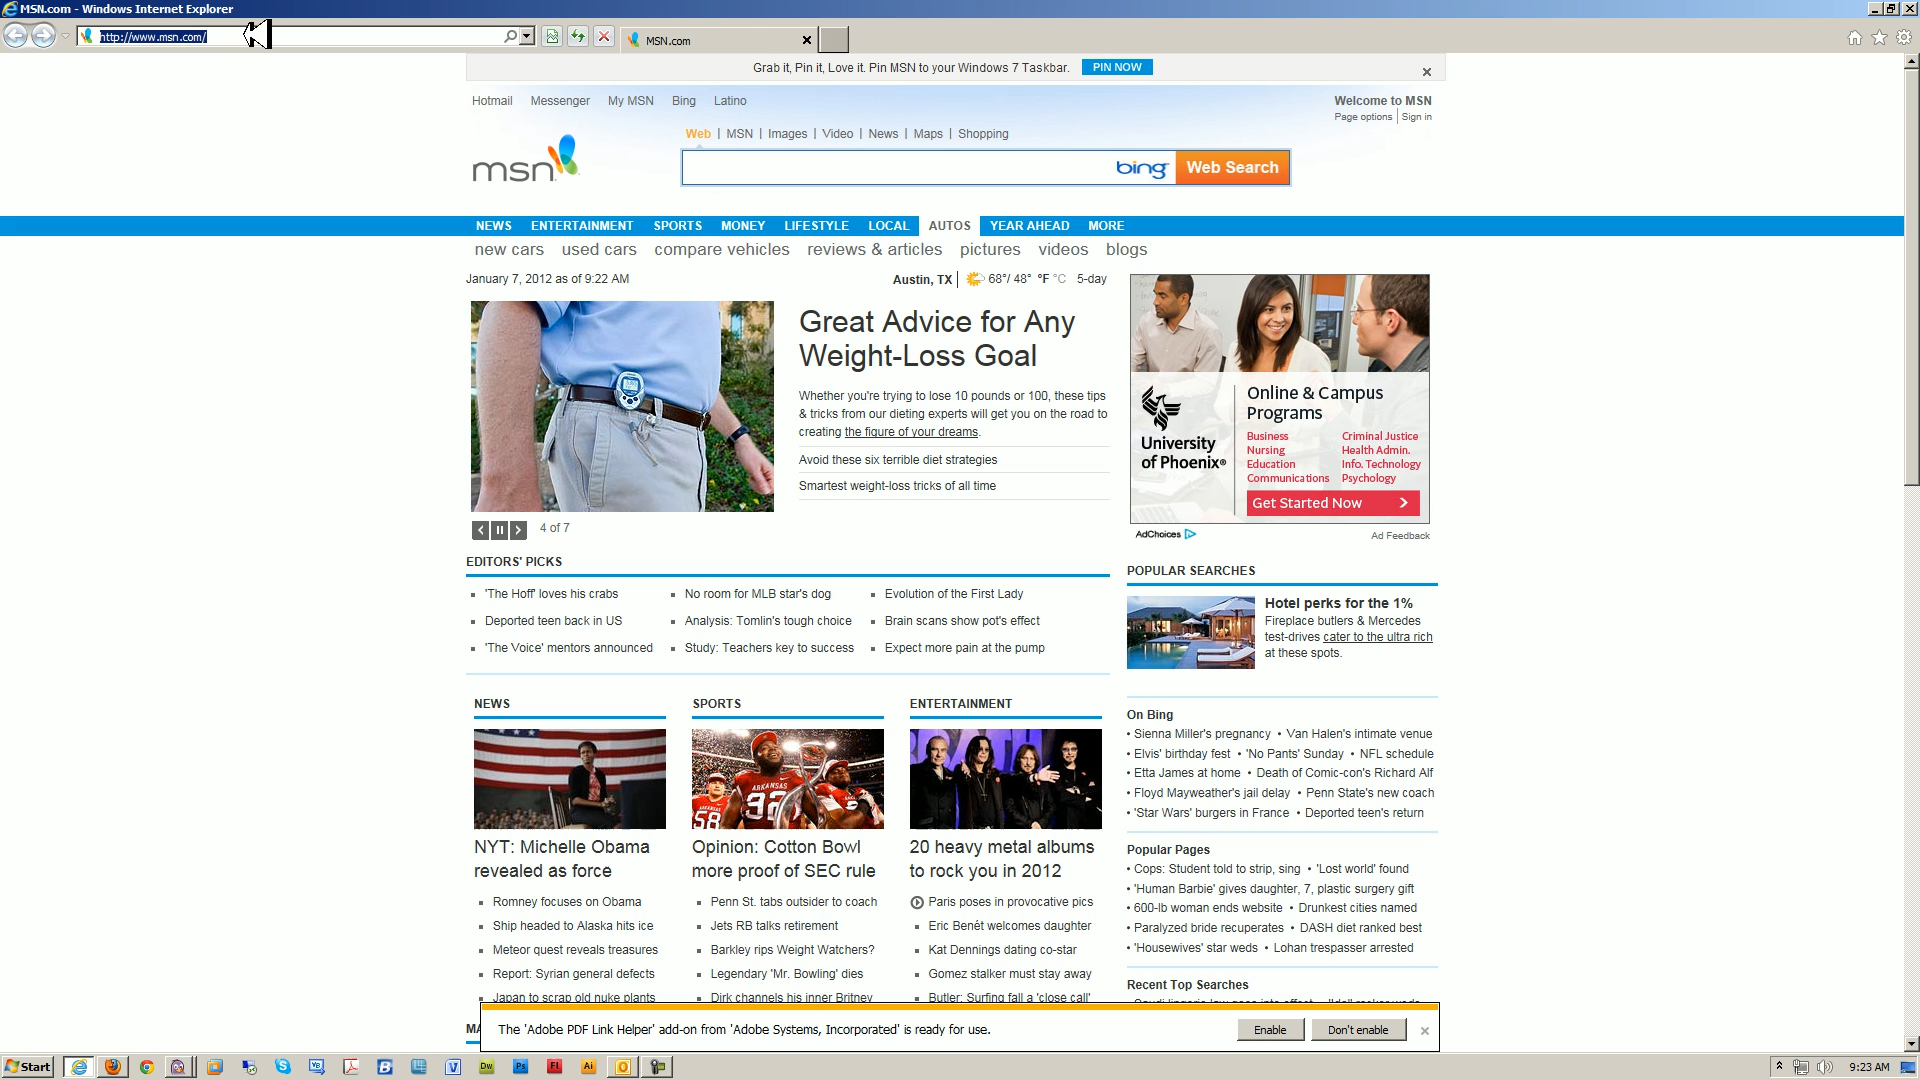 MSN.com - Windows Internet Explorer
http://www.msn.com/
MSN.com
Grab it, Pin it, Love it. Pin MSN to your Windows 7 Taskbar. PIN NOW
Hotmail Messenger My MSN Bing Latino
Welcome to MSN
Page options | Sign in
Web | MSN | Images | Video | News | Maps | Shopping
msn
bing Web Search
NEWS ENTERTAINMENT SPORTS MONEY LIFESTYLE LOCAL AUTOS YEAR AHEAD MORE
new cars used cars compare vehicles reviews & articles pictures videos blogs
January 7, 2012 as of 9:22 AM
Austin, TX | 68°/ 48° °F °C 5-day
Great Advice for Any
Weight-Loss Goal
Whether you're trying to lose 10 pounds or 100, these tips
& tricks from our dieting experts will get you on the road to
creating the figure of your dreams.
Avoid these six terrible diet strategies
Smartest weight-loss tricks of all time
4 of 7
Online & Campus
Programs
Business
Nursing
Education
Communications
Criminal Justice
Health Admin.
Info. Technology
Psychology
University
of Phoenix®
Get Started Now
AdChoices
Ad Feedback
EDITORS' PICKS
'The Hoff' loves his crabs
Deported teen back in US
'The Voice' mentors announced
No room for MLB star's dog
Analysis: Tomlin's tough choice
Study: Teachers key to success
Evolution of the First Lady
Brain scans show pot's effect
Expect more pain at the pump
POPULAR SEARCHES
Hotel perks for the 1%
Fireplace butlers & Mercedes
test-drives cater to the ultra rich
at these spots.
NEWS
NYT: Michelle Obama
revealed as force
Romney focuses on Obama
Ship headed to Alaska hits ice
Meteor quest reveals treasures
Report: Syrian general defects
Japan to scrap old nuke plants
SPORTS
ARKANSAS
92
58
Opinion: Cotton Bowl
more proof of SEC rule
Penn St. tabs outsider to coach
Jets RB talks retirement
Barkley rips Weight Watchers?
Legendary 'Mr. Bowling' dies
Dirk channels his inner Britney
ENTERTAINMENT
20 heavy metal albums
to rock you in 2012
Paris poses in provocative pics
Eric Benét welcomes daughter
Kat Dennings dating co-star
Gomez stalker must stay away
Butler: Surfing fall a 'close call'
On Bing
• Sienna Miller's pregnancy • Van Halen's intimate venue
• Elvis' birthday fest • 'No Pants' Sunday • NFL schedule
• Etta James at home • Death of Comic-con's Richard Alf
• Floyd Mayweather's jail delay • Penn State's new coach
• 'Star Wars' burgers in France • Deported teen's return
Popular Pages
• Cops: Student told to strip, sing • 'Lost world' found
• 'Human Barbie' gives daughter, 7, plastic surgery gift
• 600-lb woman ends website • Drunkest cities named
• Paralyzed bride recuperates • DASH diet ranked best
• 'Housewives' star weds • Lohan trespasser arrested
Recent Top Searches
MA
The 'Adobe PDF Link Helper' add-on from 'Adobe Systems, Incorporated' is ready for use. Enable Don't enable
Start
Dw Ps Fl Ai
9:23 AM